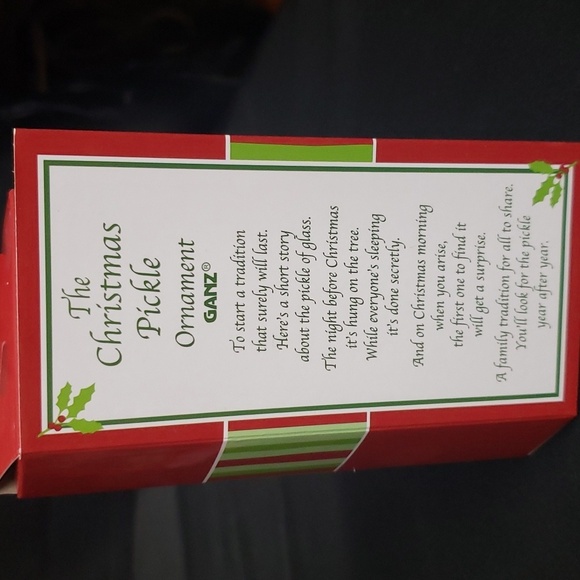 The
Christmas
Pickle
Ornament
GANZ®
To start a tradition
that surely will last.
Here's a short story
about the pickle of glass.
The night before Christmas
it's hung on the tree.
While everyone's sleeping
it's done secretly.
And on Christmas morning
when you arise,
the first one to find it
will get a surprise.
A family tradition for all to share.
You'll look for the pickle
year after year.